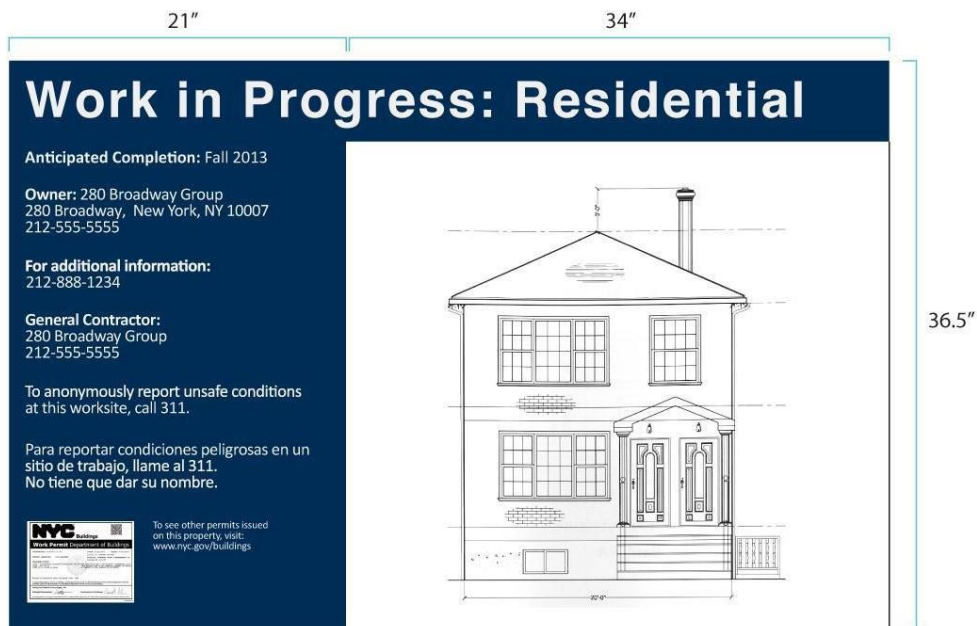 21″
34″
Work in Progress: Residential
Anticipated Completion: Fall 2013
Owner: 280 Broadway Group
280 Broadway, New York, NY 10007
212-555-5555
For additional information:
212-888-1234
General Contractor:
280 Broadway Group
212-555-5555
To anonymously report unsafe conditions
at this worksite, call 311.
Para reportar condiciones peligrosas en un
sitio de trabajo, llame al 311.
No tiene que dar su nombre.
NYC Buildings
Work Permit Department of Buildings
To see other permits issued
on this property, visit:
www.nyc.gov/buildings
36.5″